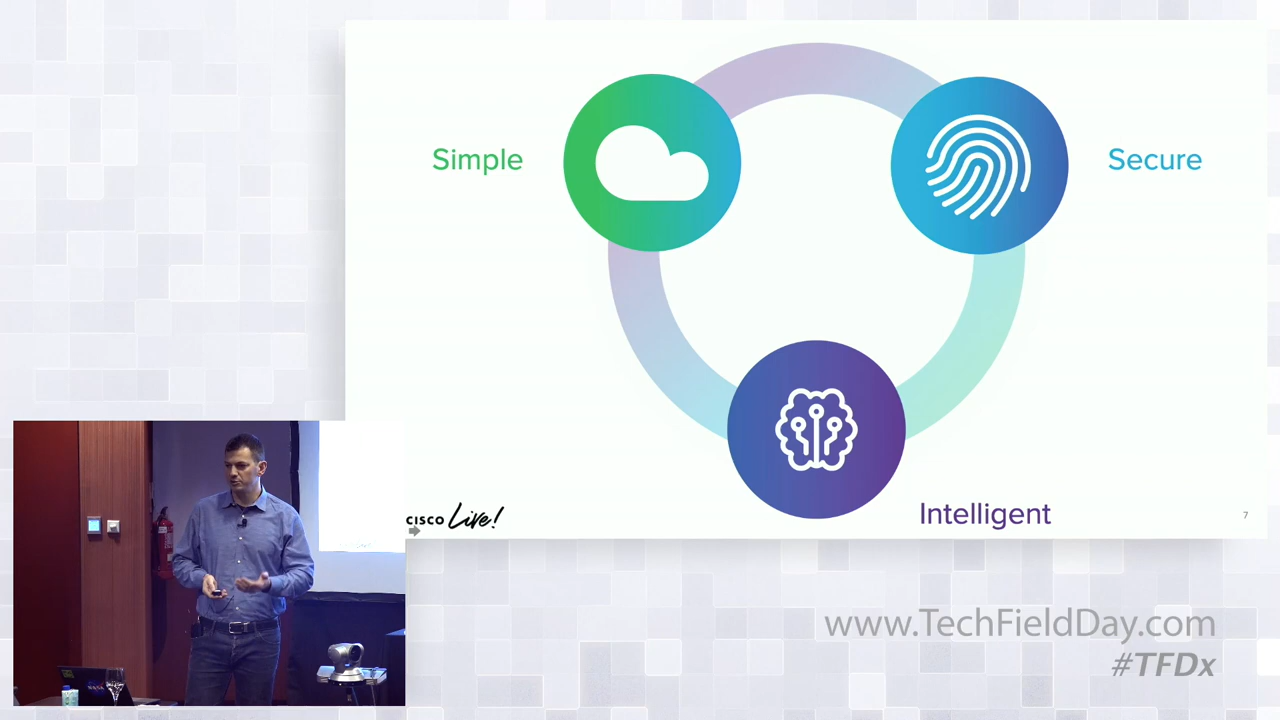 Simple
Secure
Intelligent
CISCO Live!
7
www.TechFieldDay.com
#TFDx